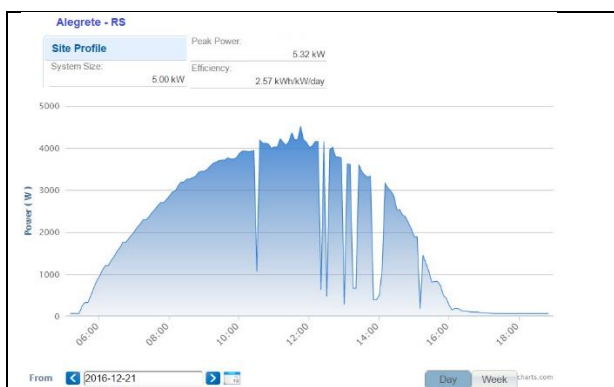 Alegrete - RS
Site Profile
Peak Power:
5.32 kW
System Size:
5.00 kW
Efficiency:
2.57 kWh/kW/day
5000
4000
3000
2000
1000
0
Power ( W )
06:00
08:00
10:00
12:00
14:00
16:00
18:00
From
2016-12-21
Day
Week
charts.com